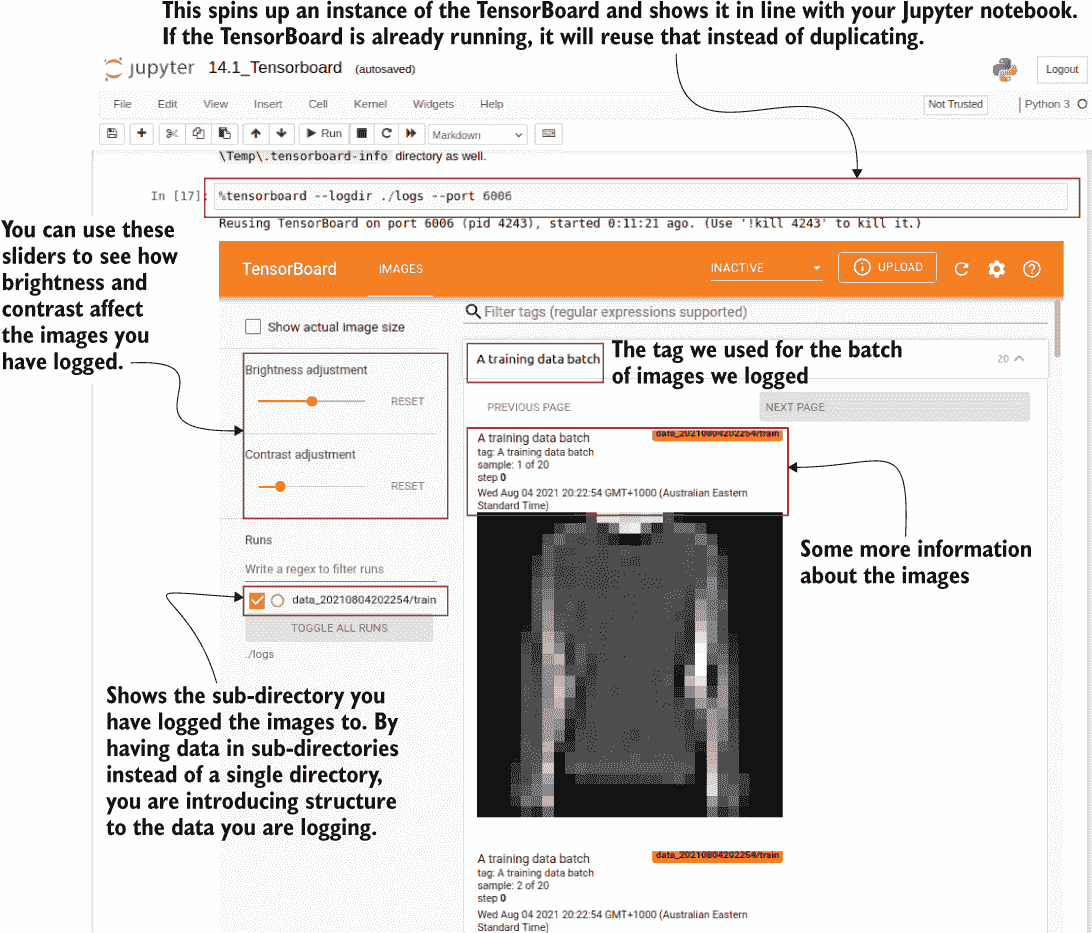 This spins up an instance of the TensorBoard and shows it in line with your Jupyter notebook.
If the TensorBoard is already running, it will reuse that instead of duplicating.
jupyter 14.1_Tensorboard (autosaved)
Logout
File Edit View Insert Cell Kernel Widgets Help
Not Trusted
Python 3
Run
Markdown
\Temp\.tensorboard-info directory as well.
In [17]:
%tensorboard --logdir ./logs --port 6006
Reusing TensorBoard on port 6006 (pid 4243), started 0:11:21 ago. (Use '!kill 4243' to kill it.)
You can use these
sliders to see how
brightness and
contrast affect
the images you
have logged.
TensorBoard IMAGES INACTIVE UPLOAD
Show actual image size
Filter tags (regular expressions supported)
Brightness adjustment
RESET
Contrast adjustment
RESET
Runs
Write a regex to filter runs
data_20210804202254/train
TOGGLE ALL RUNS
./logs
A training data batch
The tag we used for the batch
of images we logged
20
PREVIOUS PAGE NEXT PAGE
A training data batch data_20210804202254/train
tag: A training data batch
sample: 1 of 20
step 0
Wed Aug 04 2021 20:22:54 GMT+1000 (Australian Eastern
Standard Time)
Some more information
about the images
Shows the sub-directory you
have logged the images to. By
having data in sub-directories
instead of a single directory,
you are introducing structure
to the data you are logging.
A training data batch data_20210804202254/train
tag: A training data batch
sample: 2 of 20
step 0
Wed Aug 04 2021 20:22:54 GMT+1000 (Australian Eastern
Standard Time)